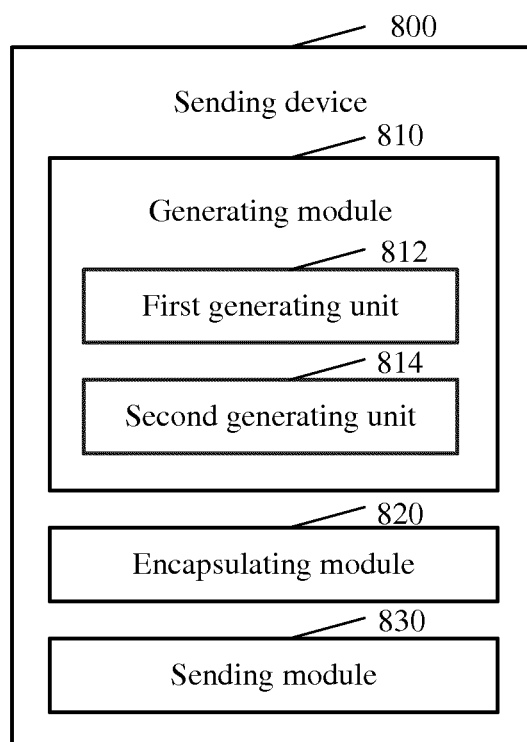 800
Sending device
810
Generating module
812
First generating unit
814
Second generating unit
820
Encapsulating module
830
Sending module